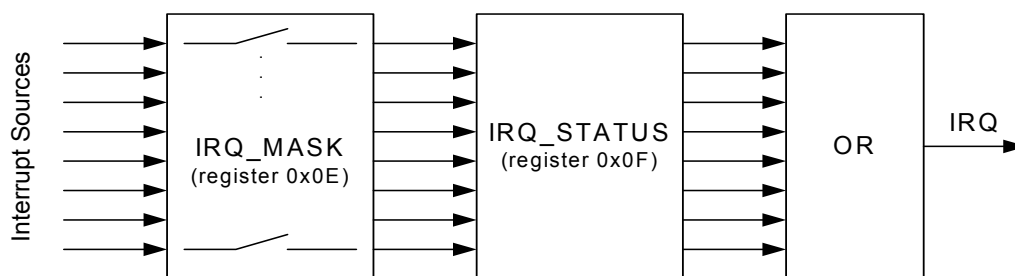 Interrupt Sources
IRQ_MASK
(register 0x0E)
IRQ_STATUS
(register 0x0F)
OR
IRQ